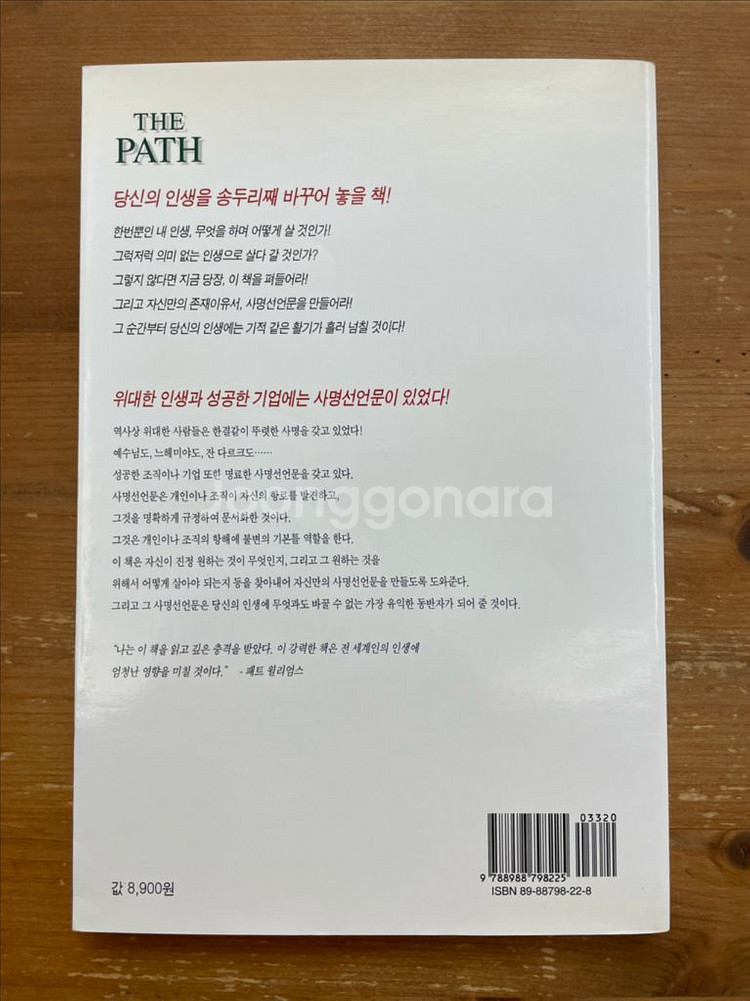 THE
PATH
당신의 인생을 송두리째 바꾸어 놓을 책!
한번뿐인 내 인생, 무엇을 하며 어떻게 살 것인가!
그럭저럭 의미 없는 인생으로 살다 갈 것인가?
그렇지 않다면 지금 당장, 이 책을 펴들어라!
그리고 자신만의 존재이유서, 사명선언문을 만들어라!
그 순간부터 당신의 인생에는 기적 같은 활기가 흘러 넘칠 것이다!
위대한 인생과 성공한 기업에는 사명선언문이 있었다!
역사상 위대한 사람들은 한결같이 뚜렷한 사명을 갖고 있었다!
예수님도, 느헤미야도, 잔 다르크도……
성공한 조직이나 기업 또한 명료한 사명선언문을 갖고 있다.
사명선언문은 개인이나 조직이 자신의 항로를 발견하고,
Joonggonara
그것을 명확하게 규정하여 문서화한 것이다.
그것은 개인이나 조직의 항해에 불변의 기본틀 역할을 한다.
이 책은 자신이 진정 원하는 것이 무엇인지, 그리고 그 원하는 것을
위해서 어떻게 살아야 되는지 등을 찾아내어 자신만의 사명선언문을 만들도록 도와준다.
그리고 그 사명선언문은 당신의 인생에 무엇과도 바꿀 수 없는 가장 유익한 동반자가 되어 줄 것이다.
"나는 이 책을 읽고 깊은 충격을 받았다. 이 강력한 책은 전 세계인의 인생에
엄청난 영향을 미칠 것이다." - 패트 윌리엄스
03320
9 788988 798225
ISBN 89-88798-22-8
값 8,900원